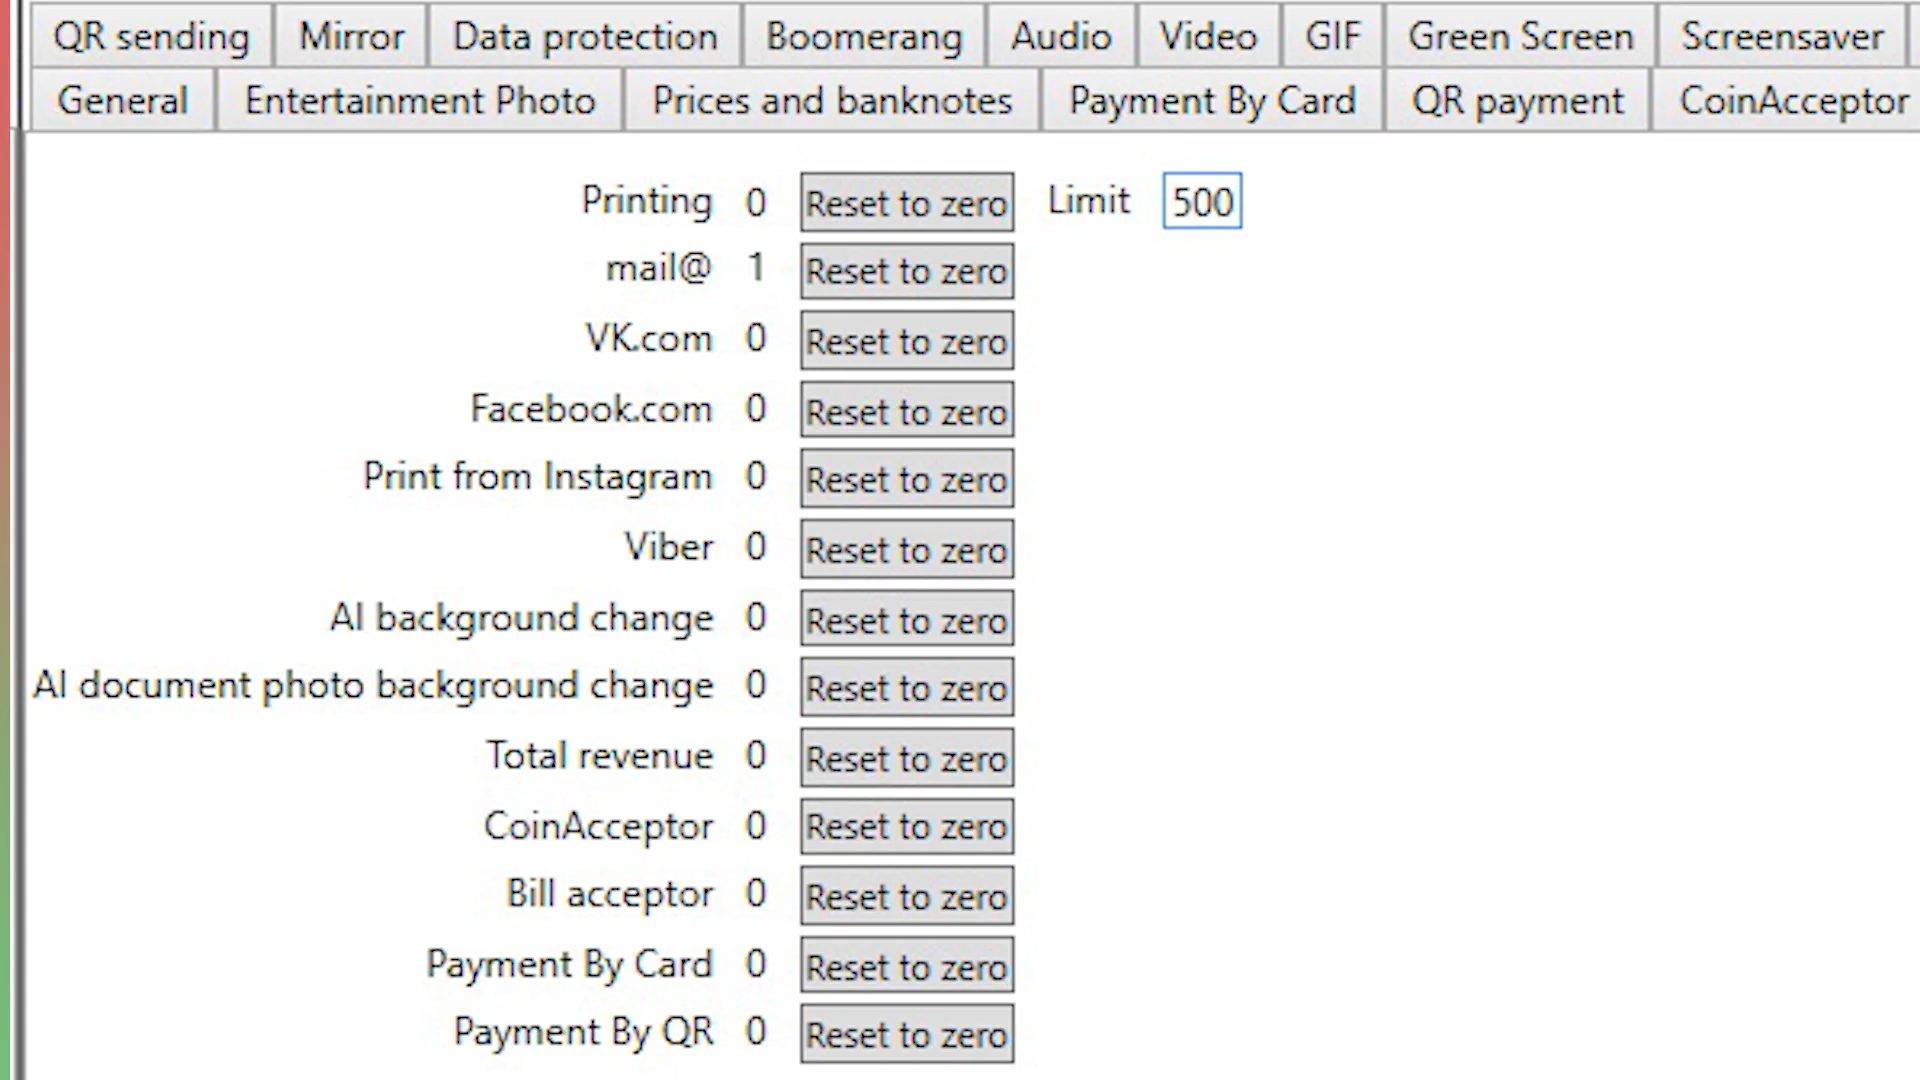 QR sending Mirror Data protection Boomerang Audio Video GIF Green Screen Screensaver
General Entertainment Photo Prices and banknotes Payment By Card QR payment CoinAcceptor
Printing 0 Reset to zero Limit 500
mail@ 1 Reset to zero
VK.com 0 Reset to zero
Facebook.com 0 Reset to zero
Print from Instagram 0 Reset to zero
Viber 0 Reset to zero
AI background change 0 Reset to zero
AI document photo background change 0 Reset to zero
Total revenue 0 Reset to zero
CoinAcceptor 0 Reset to zero
Bill acceptor 0 Reset to zero
Payment By Card 0 Reset to zero
Payment By QR 0 Reset to zero